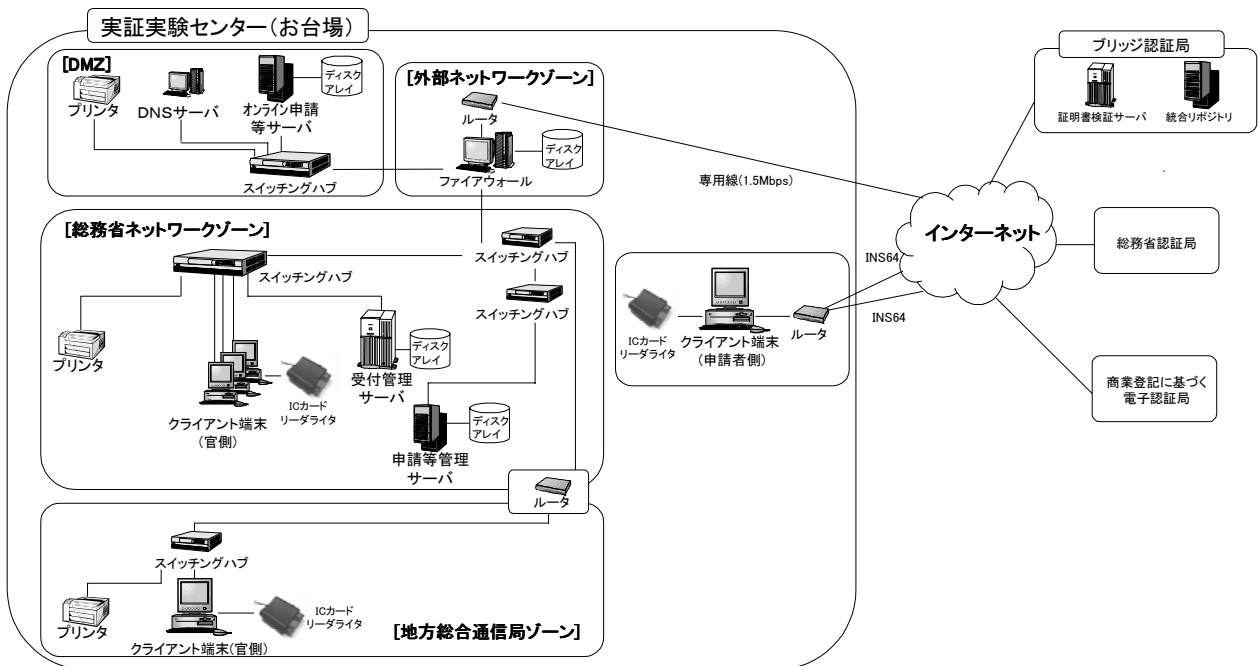 実証実験センター(お台場)
[DMZ]
プリンタ
DNSサーバ
オンライン申請
等サーバ
ディスク
アレイ
スイッチングハブ
[外部ネットワークゾーン]
ルータ
ディスク
アレイ
ファイアウォール
専用線(1.5Mbps)
ブリッジ認証局
証明書検証サーバ
統合リポジトリ
インターネット
総務省認証局
商業登記に基づく
電子認証局
INS64
INS64
ICカード
リーダライタ
クライアント端末
(申請者側)
ルータ
[総務省ネットワークゾーン]
スイッチングハブ
スイッチングハブ
スイッチングハブ
プリンタ
クライアント端末
(官側)
ICカード
リーダライタ
受付管理
サーバ
ディスク
アレイ
申請等管理
サーバ
ディスク
アレイ
ルータ
スイッチングハブ
プリンタ
クライアント端末(官側)
ICカード
リーダライタ
[地方総合通信局ゾーン]